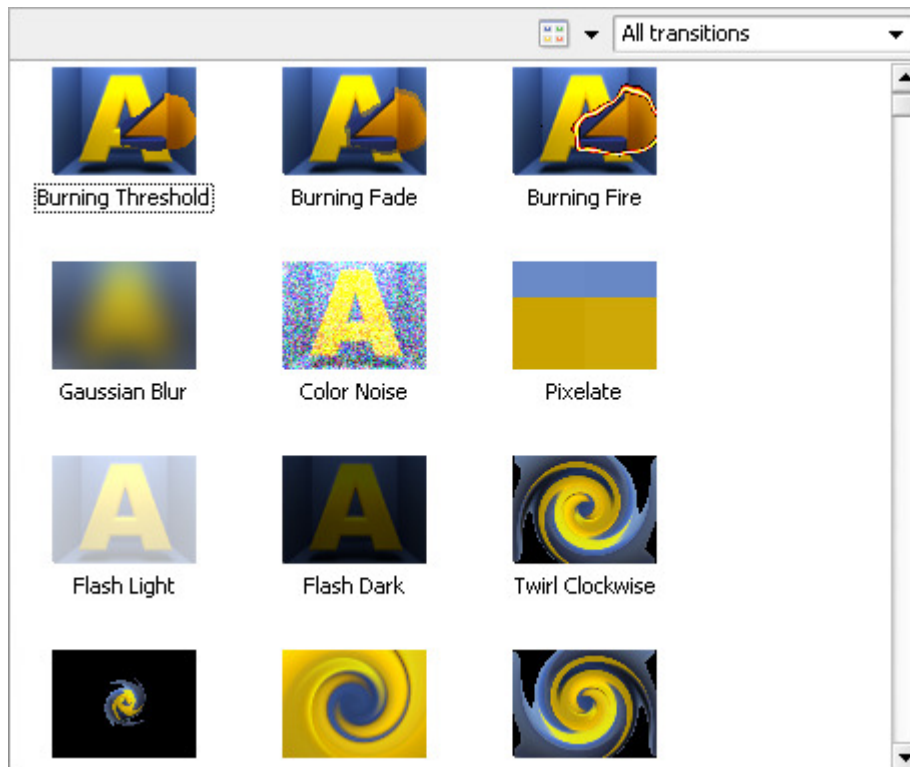 All transitions
Burning Threshold
Burning Fade
Burning Fire
Gaussian Blur
Color Noise
Pixelate
Flash Light
Flash Dark
Twirl Clockwise